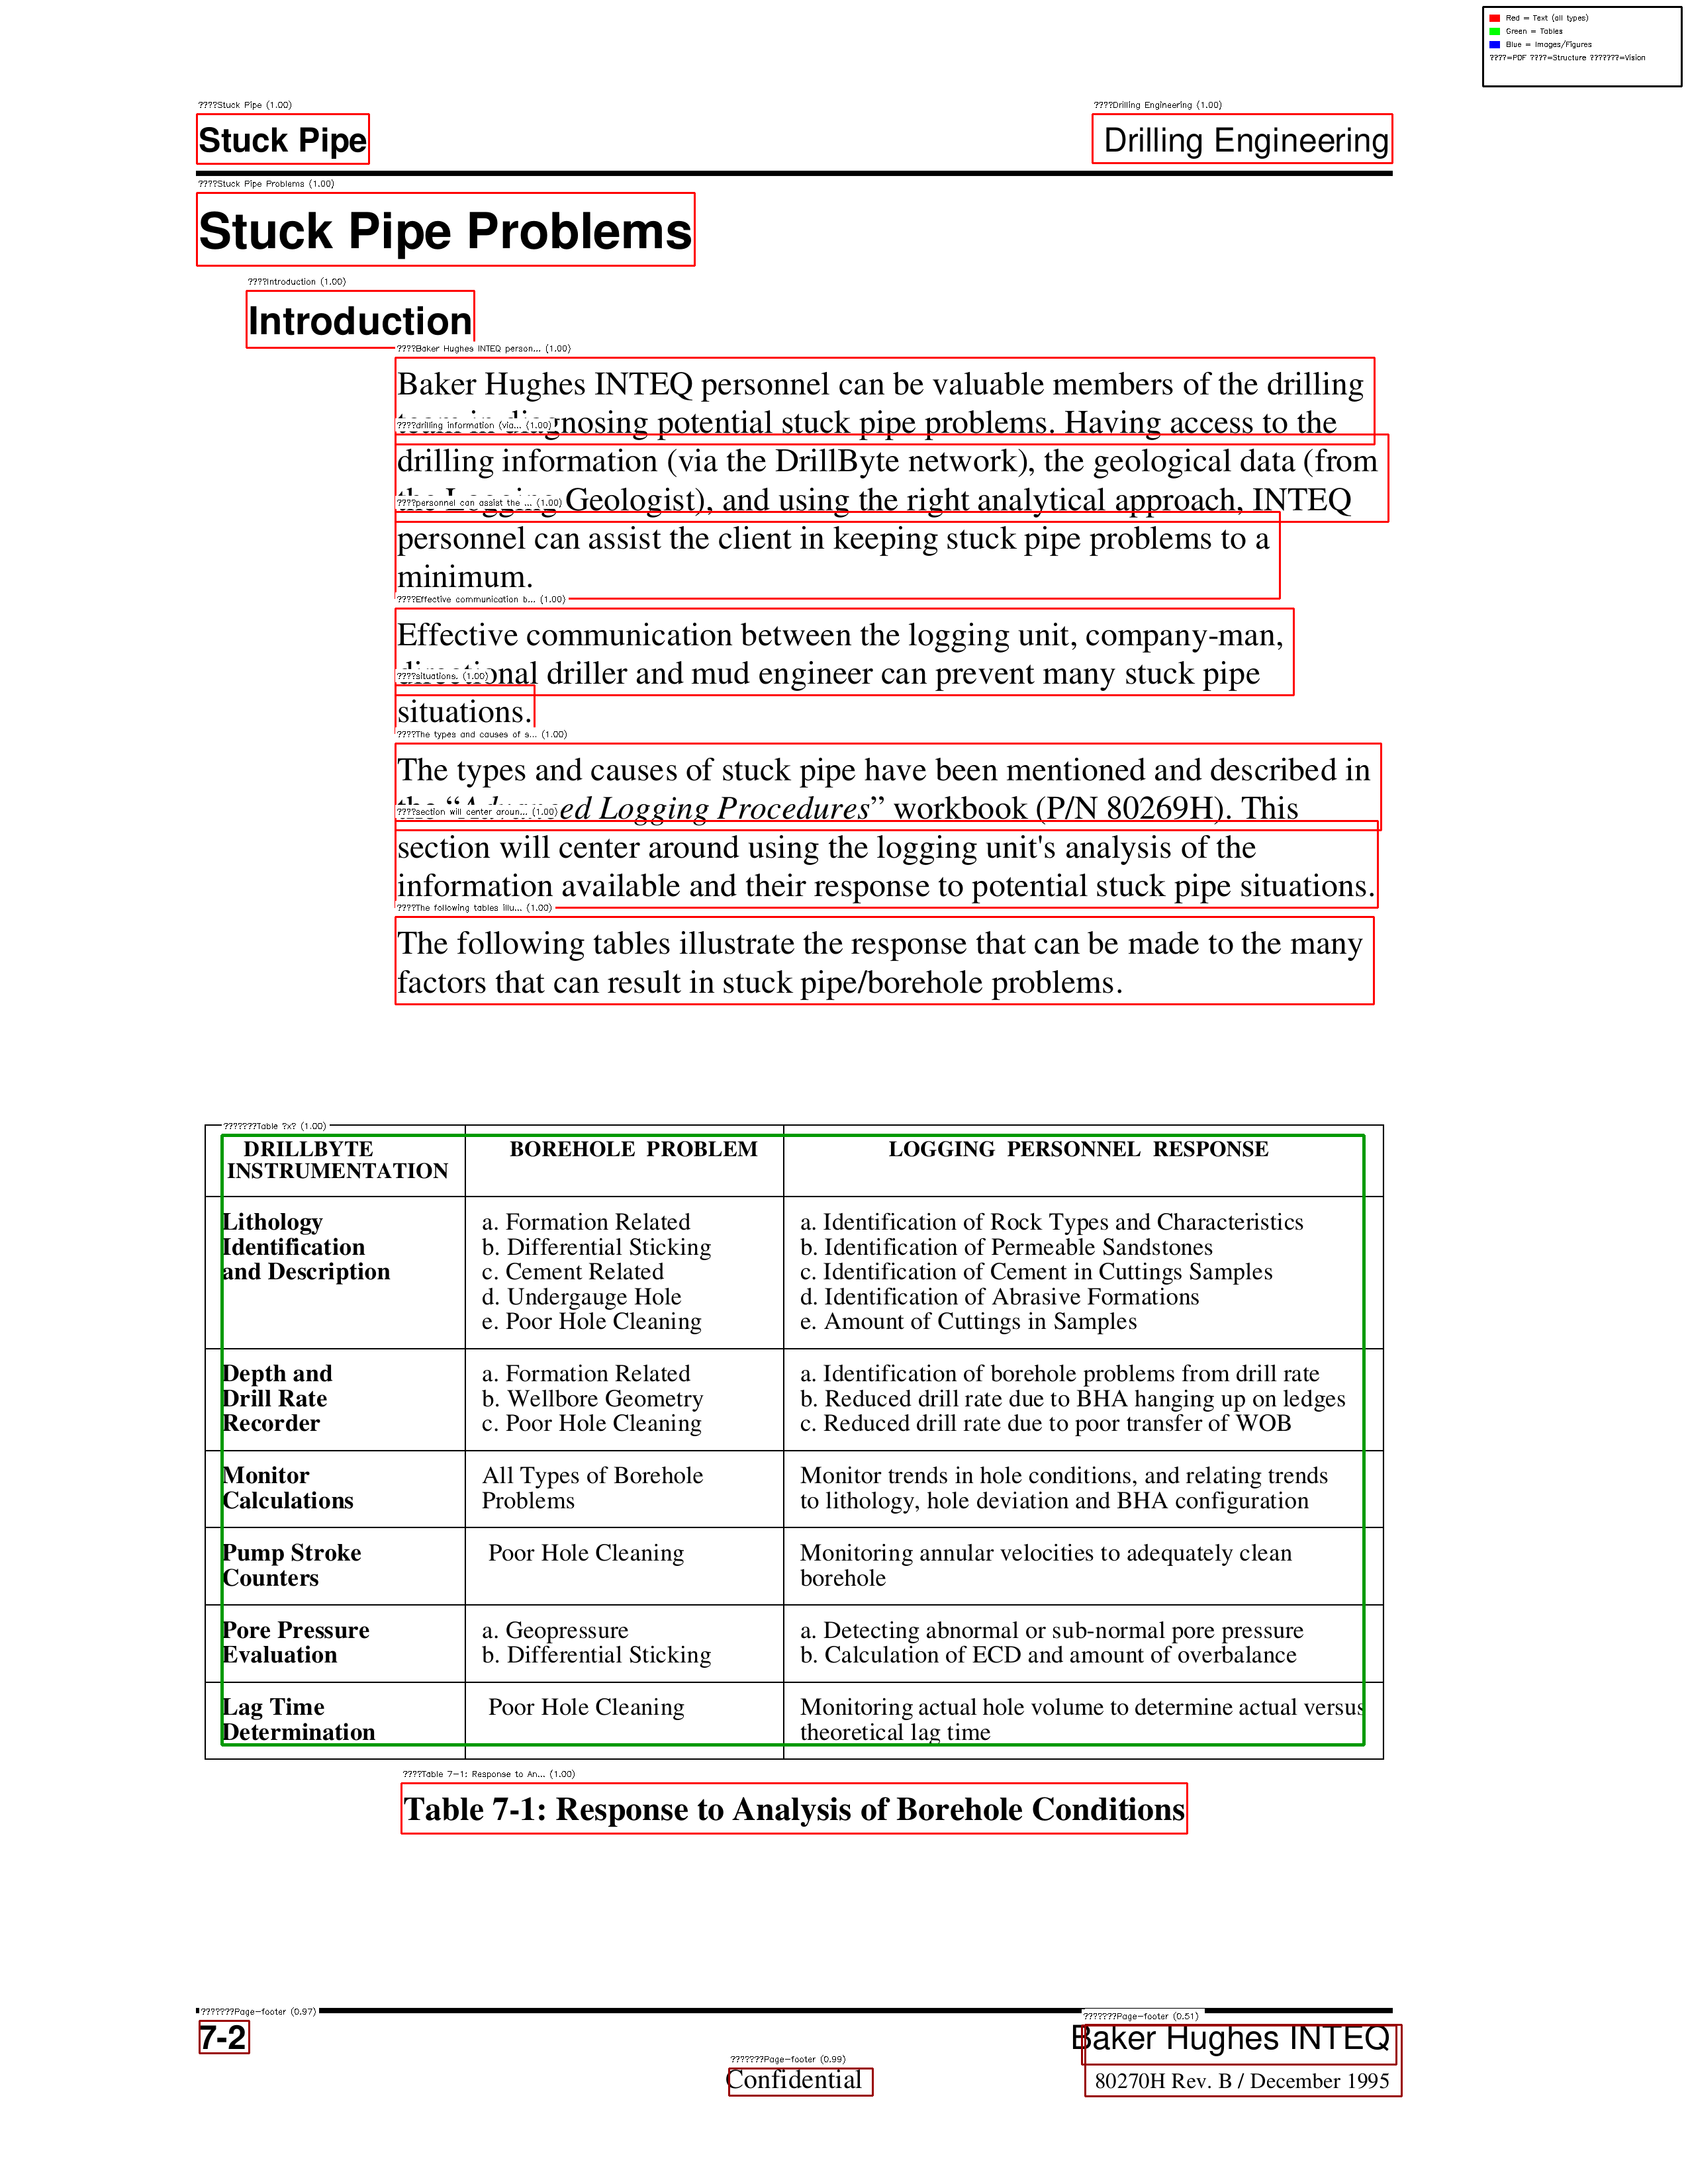 Red = Text (all types)
Green = Tables
Blue = Images/Figures
????=PDF ????=Structure ???????=Vision
????Stuck Pipe (1.00) ????Drilling Engineering (1.00)
Stuck Pipe Drilling Engineering
????Stuck Pipe Problems (1.00)
Stuck Pipe Problems
????Introduction (1.00)
Introduction
????Baker Hughes INTEQ person... (1.00)
Baker Hughes INTEQ personnel can be valuable members of the drilling
team in diagnosing potential stuck pipe problems. Having access to the
????drilling information (via... (1.00)
drilling information (via the DrillByte network), the geological data (from
the Logging Geologist), and using the right analytical approach, INTEQ
????personnel can assist the ... (1.00)
personnel can assist the client in keeping stuck pipe problems to a
minimum.
????Effective communication b... (1.00)
Effective communication between the logging unit, company-man,
directional driller and mud engineer can prevent many stuck pipe
????situations. (1.00)
situations.
????The types and causes of s... (1.00)
The types and causes of stuck pipe have been mentioned and described in
the “Advanced Logging Procedures” workbook (P/N 80269H). This
????section will center aroun... (1.00)
section will center around using the logging unit's analysis of the
information available and their response to potential stuck pipe situations.
????The following tables illu... (1.00)
The following tables illustrate the response that can be made to the many
factors that can result in stuck pipe/borehole problems.
???????Table ?x? (1.00)
DRILLBYTE BOREHOLE PROBLEM LOGGING PERSONNEL RESPONSE
INSTRUMENTATION
Lithology a. Formation Related a. Identification of Rock Types and Characteristics
Identification b. Differential Sticking b. Identification of Permeable Sandstones
and Description c. Cement Related c. Identification of Cement in Cuttings Samples
d. Undergauge Hole d. Identification of Abrasive Formations
e. Poor Hole Cleaning e. Amount of Cuttings in Samples
Depth and a. Formation Related a. Identification of borehole problems from drill rate
Drill Rate b. Wellbore Geometry b. Reduced drill rate due to BHA hanging up on ledges
Recorder c. Poor Hole Cleaning c. Reduced drill rate due to poor transfer of WOB
Monitor All Types of Borehole Monitor trends in hole conditions, and relating trends
Calculations Problems to lithology, hole deviation and BHA configuration
Pump Stroke Poor Hole Cleaning Monitoring annular velocities to adequately clean
Counters borehole
Pore Pressure a. Geopressure a. Detecting abnormal or sub-normal pore pressure
Evaluation b. Differential Sticking b. Calculation of ECD and amount of overbalance
Lag Time Poor Hole Cleaning Monitoring actual hole volume to determine actual versus
Determination theoretical lag time
????Table 7-1: Response to An... (1.00)
Table 7-1: Response to Analysis of Borehole Conditions
???????Page-footer (0.97) ???????Page-footer (0.51)
7-2 Baker Hughes INTEQ
???????Page-footer (0.99)
Confidential 80270H Rev. B / December 1995